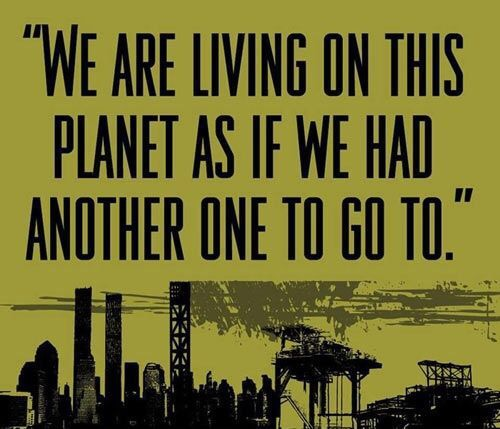 “WE ARE LIVING ON THIS
PLANET AS IF WE HAD
ANOTHER ONE TO GO TO.”